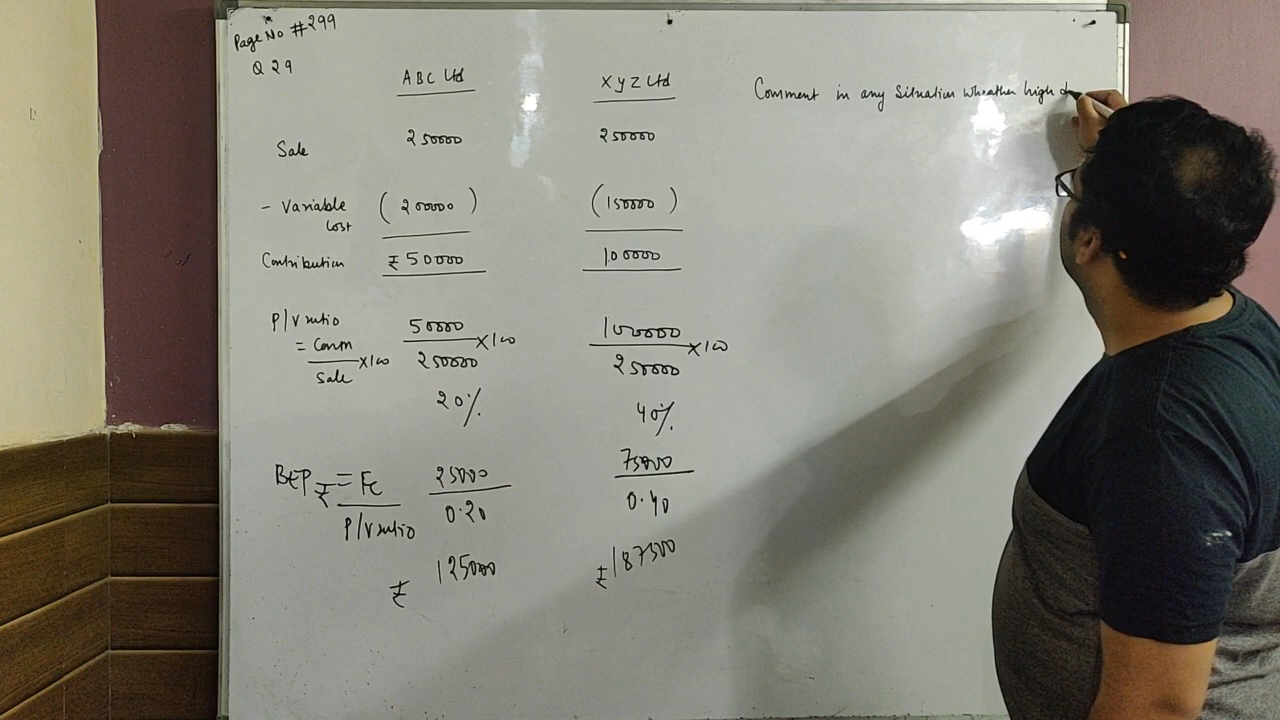 Page No #299
Q 29
ABC Ltd XYZ Ltd
Comment in any situation wheather high d
Sale 250000 250000
- Variable cost (200000) (150000)
Contribution ₹50000 100000
P/V ratio = Conm/Sale ×100 50000/250000 ×100 100000/250000 ×100
20% 40%
BEP₹ = Fc/P/V ratio 25000/0.20 75000/0.40
₹ 125000 ₹187500